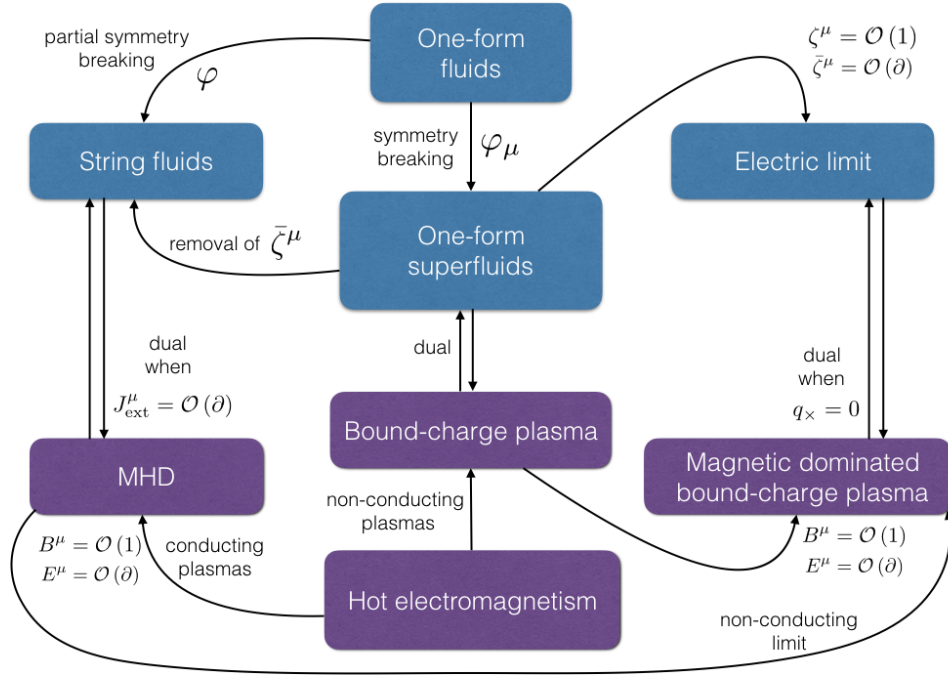 partial symmetry
breaking
φ
One-form
fluids
ζ^μ = O (1)
ζ̄^μ = O (∂)
String fluids
symmetry
breaking
φ_μ
Electric limit
removal of ζ̄^μ
One-form
superfluids
dual
when
J^μ_ext = O (∂)
dual
dual
when
q_× = 0
MHD
Bound-charge plasma
Magnetic dominated
bound-charge plasma
B^μ = O (1)
E^μ = O (∂)
conducting
plasmas
non-conducting
plasmas
Hot electromagnetism
B^μ = O (1)
E^μ = O (∂)
non-conducting
limit